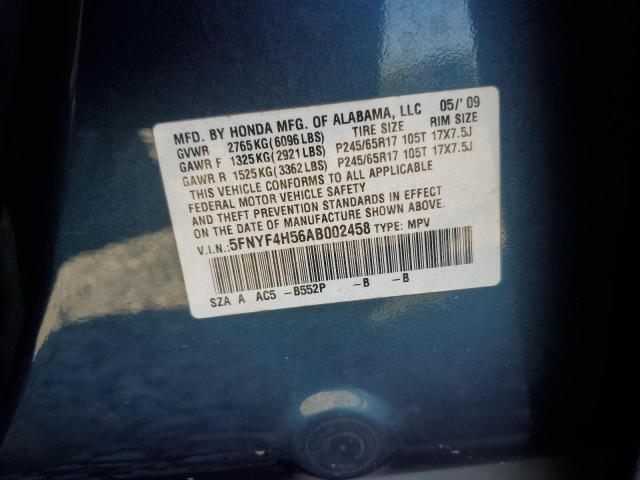 MFD. BY HONDA MFG. OF ALABAMA, LLC 05/'09
GVWR 2765KG(6096LBS) TIRE SIZE RIM SIZE
GAWR F 1325KG(2921LBS) P245/65R17 105T 17X7.5J
GAWR R 1525KG(3362LBS) P245/65R17 105T 17X7.5J
THIS VEHICLE CONFORMS TO ALL APPLICABLE
FEDERAL MOTOR VEHICLE SAFETY
AND THEFT PREVENTION STANDARDS IN EFFECT
ON THE DATE OF MANUFACTURE SHOWN ABOVE.
V.I.N.: 5FNYF4H56AB002458 TYPE: MPV
SZA A AC5 -B552P -B -B